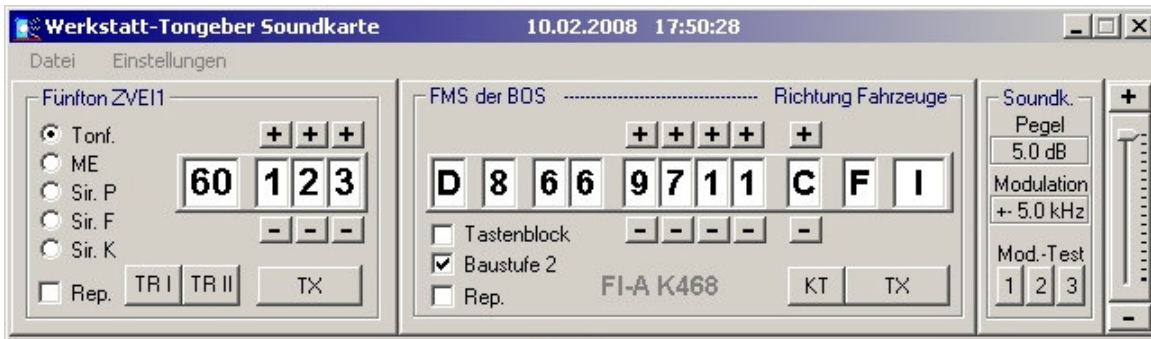 Werkstatt-Tongeber Soundkarte 10.02.2008 17:50:28
Datei Einstellungen
Fünfton ZVEI1
Tonf.
ME
Sir. P
Sir. F
Sir. K
Rep.
+ + +
60 1 2 3
- - -
TR I TR II TX
FMS der BOS ---------------------------------- Richtung Fahrzeuge
+ + + + +
D 8 6 6 9 7 1 1 C F I
- - - - -
Tastenblock
Baustufe 2
Rep.
FI-A K468
KT TX
Soundk.
Pegel
5.0 dB
Modulation
+- 5.0 kHz
Mod.-Test
1 2 3
+
-